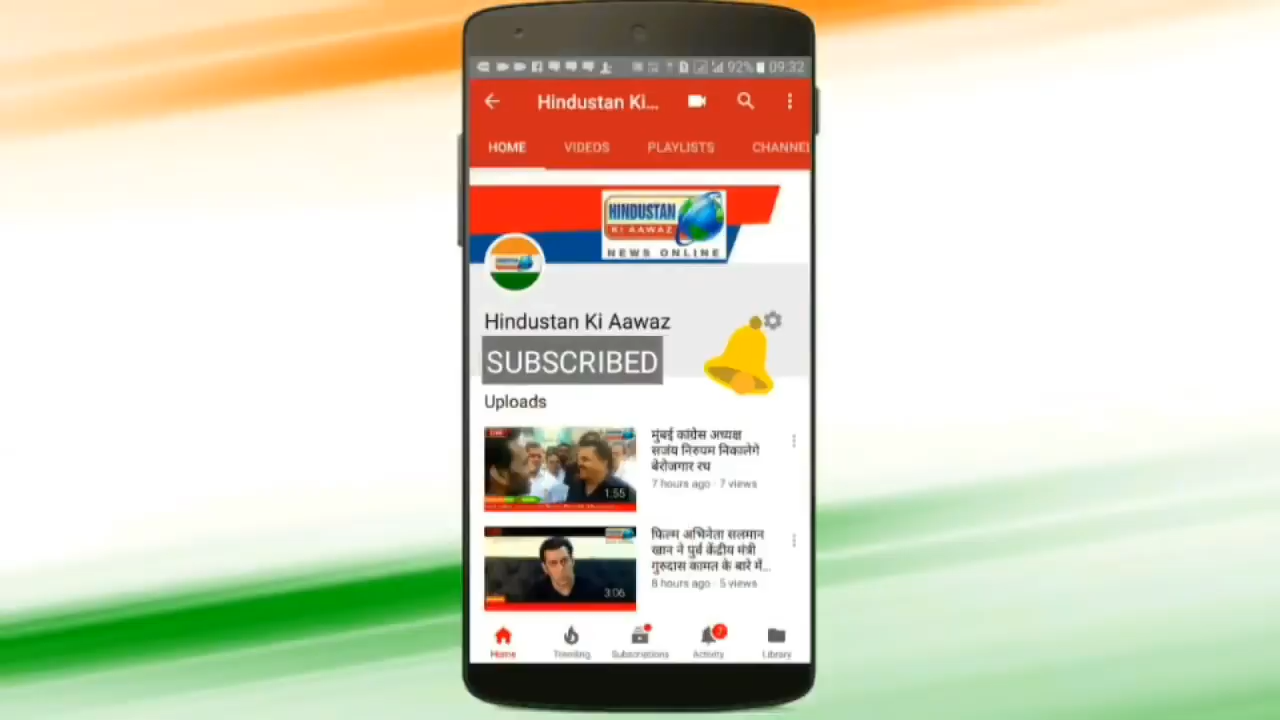 92% 09:32
Hindustan Ki...
HOME VIDEOS PLAYLISTS CHANNEL
HINDUSTAN
KI AAWAZ
NEWS ONLINE
Hindustan Ki Aawaz
SUBSCRIBED
Uploads
मुंबई कांग्रेस अध्यक्ष
सजंय निरुपम निकालेगे
बेरोजगार रथ
7 hours ago · 7 views
1:55
फिल्म अभिनेता सलमान
खान ने पुर्व केंद्रीय मंत्री
गुरुदास कामत के बारे में...
8 hours ago · 5 views
3:06
7
Home Trending Subscriptions Activity Library